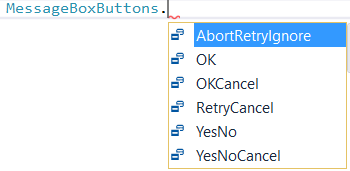 MessageBoxButtons.
AbortRetryIgnore
OK
OKCancel
RetryCancel
YesNo
YesNoCancel